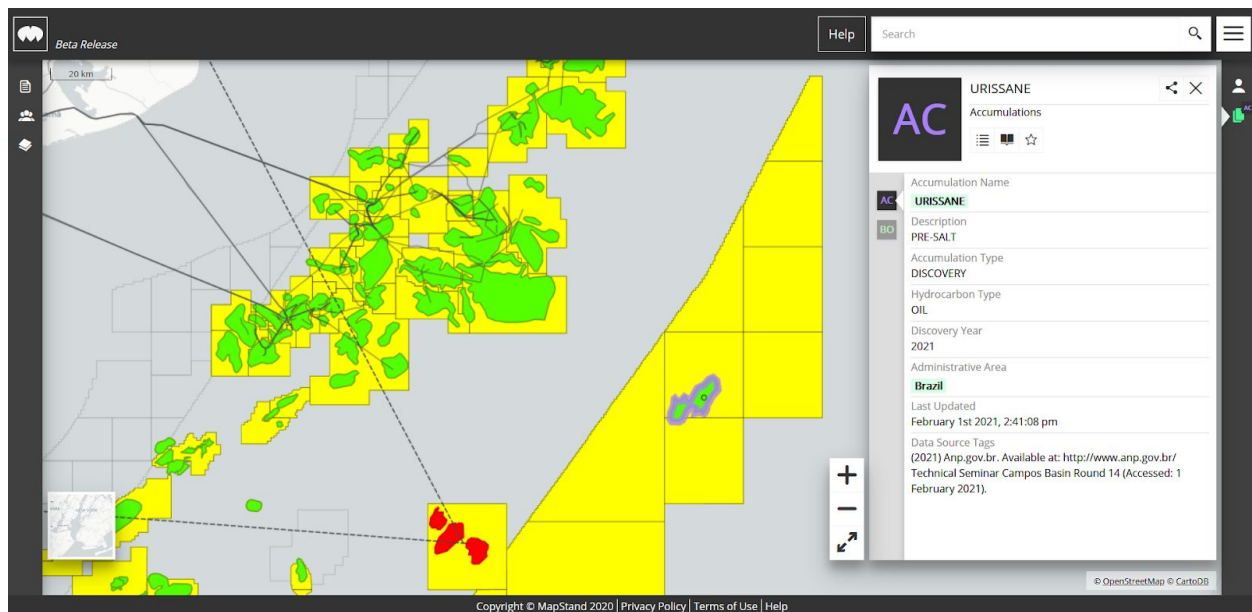 Beta Release
Help
Search
20 km
AC
URISSANE
Accumulations
AC
AC
BO
Accumulation Name
URISSANE
Description
PRE-SALT
Accumulation Type
DISCOVERY
Hydrocarbon Type
OIL
Discovery Year
2021
Administrative Area
Brazil
Last Updated
February 1st 2021, 2:41:08 pm
Data Source Tags
(2021) Anp.gov.br. Available at: http://www.anp.gov.br/
Technical Seminar Campos Basin Round 14 (Accessed: 1
February 2021).
© OpenStreetMap © CartoDB
Copyright © MapStand 2020 | Privacy Policy | Terms of Use | Help